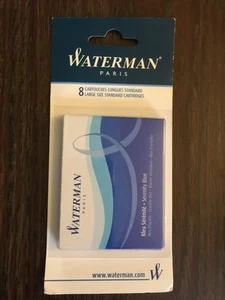 WATERMAN
PARIS
8 CARTOUCHES LONGUES STANDARD
LARGE SIZE STANDARD CARTRIDGES
WATERMAN
PARIS
Bleu Sérénité • Serenity Blue
www.waterman.com